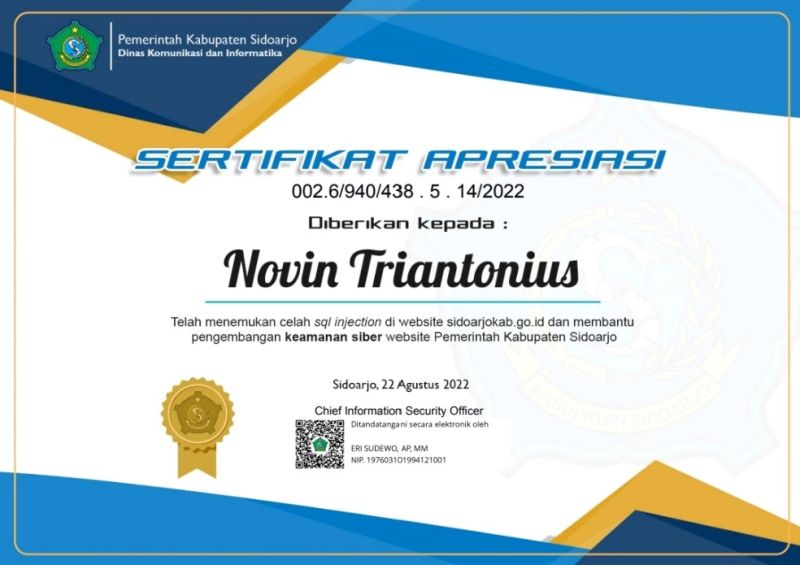 Pemerintah Kabupaten Sidoarjo
Dinas Komunikasi dan Informatika
SERTIFIKAT APRESIASI
002.6/940/438 . 5 . 14/2022
Diberikan kepada :
Novin Triantonius
Telah menemukan celah sql injection di website sidoarjokab.go.id dan membantu
pengembangan keamanan siber website Pemerintah Kabupaten Sidoarjo
Sidoarjo, 22 Agustus 2022
Chief Information Security Officer
Ditandatangani secara elektronik oleh
ERI SUDEWO, AP, MM
NIP. 1976031O1994121001
KABUPATEN SIDOARJO